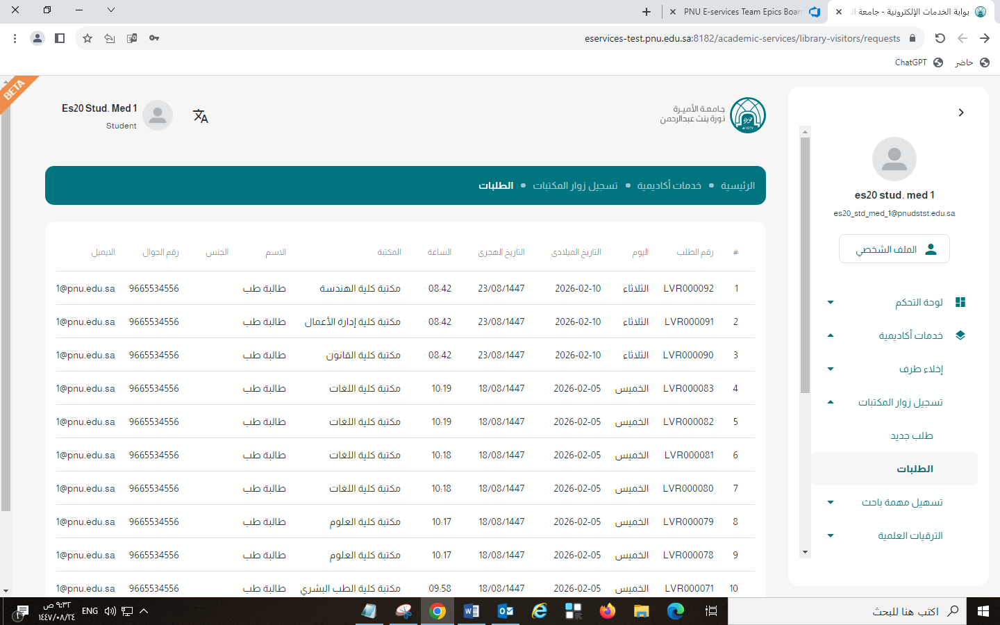 بوابة الخدمات الإلكترونية - جامعة ال
PNU E-services Team Epics Board
eservices-test.pnu.edu.sa:8182/academic-services/library-visitors/requests
حاضر
ChatGPT
BETA
Es20 Stud. Med 1
Student
جامعة الأميرة
نورة بنت عبدالرحمن
الرئيسية
خدمات أكاديمية
تسجيل زوار المكتبات
الطلبات
es20 stud. med 1
es20_std_med_1@pnudstst.edu.sa
الملف الشخصي
لوحة التحكم
خدمات أكاديمية
إخلاء طرف
تسجيل زوار المكتبات
طلب جديد
الطلبات
تسهيل مهمة باحث
الترقيات العلمية
# رقم الطلب اليوم التاريخ الميلادي التاريخ الهجري الساعة المكتبة الاسم الجنس رقم الجوال الايميل
1 LVR000092 الثلاثاء 2026-02-10 23/08/1447 08:42 مكتبة كلية الهندسة طالبة طب 9665534556 1@pnu.edu.sa
2 LVR000091 الثلاثاء 2026-02-10 23/08/1447 08:42 مكتبة كلية إدارة الأعمال طالبة طب 9665534556 1@pnu.edu.sa
3 LVR000090 الثلاثاء 2026-02-10 23/08/1447 08:42 مكتبة كلية القانون طالبة طب 9665534556 1@pnu.edu.sa
4 LVR000083 الخميس 2026-02-05 18/08/1447 10:19 مكتبة كلية اللغات طالبة طب 9665534556 1@pnu.edu.sa
5 LVR000082 الخميس 2026-02-05 18/08/1447 10:19 مكتبة كلية اللغات طالبة طب 9665534556 1@pnu.edu.sa
6 LVR000081 الخميس 2026-02-05 18/08/1447 10:18 مكتبة كلية اللغات طالبة طب 9665534556 1@pnu.edu.sa
7 LVR000080 الخميس 2026-02-05 18/08/1447 10:18 مكتبة كلية اللغات طالبة طب 9665534556 1@pnu.edu.sa
8 LVR000079 الخميس 2026-02-05 18/08/1447 10:17 مكتبة كلية العلوم طالبة طب 9665534556 1@pnu.edu.sa
9 LVR000078 الخميس 2026-02-05 18/08/1447 10:17 مكتبة كلية العلوم طالبة طب 9665534556 1@pnu.edu.sa
10 LVR000071 الخميس 2026-02-05 18/08/1447 09:58 مكتبة كلية الطب البشري طالبة طب 9665534556 1@pnu.edu.sa
اكتب هنا للبحث
ENG
٩:٣٣ ص
١٤٤٧/٠٨/٢٤